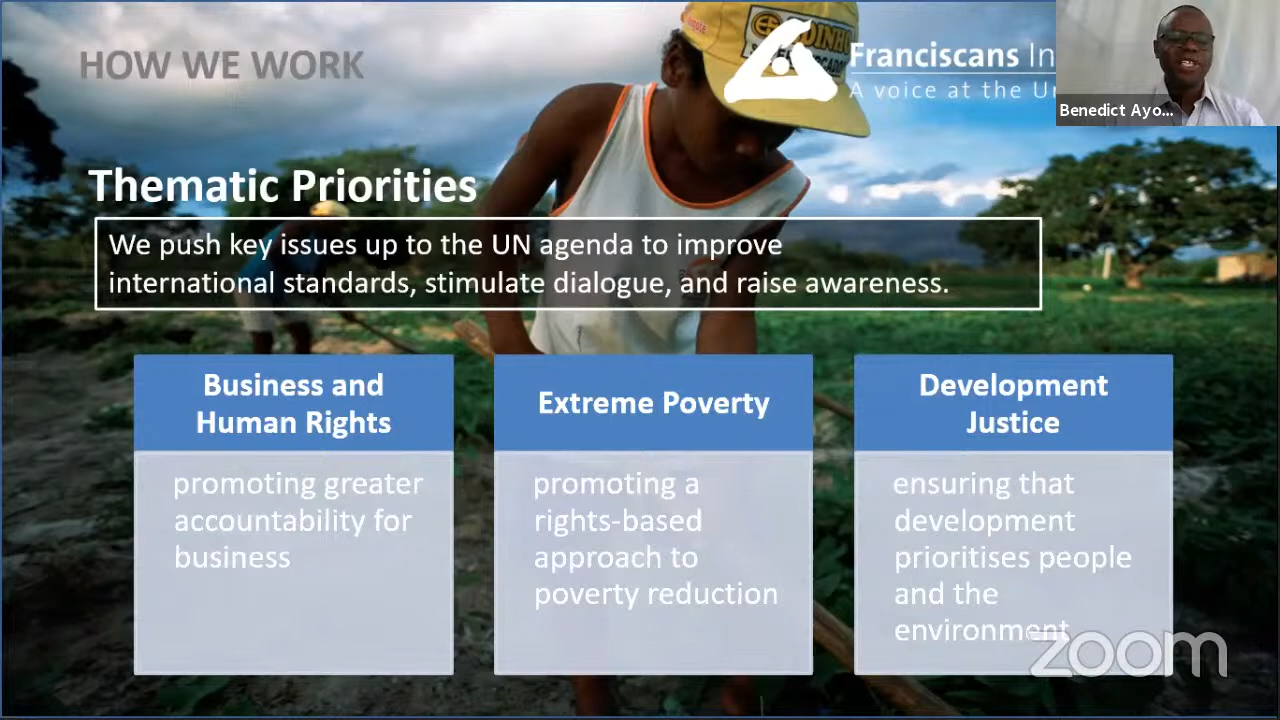 HOW WE WORK
Franciscans In
A voice at the Un
Benedict Ayo...
Thematic Priorities
We push key issues up to the UN agenda to improve
international standards, stimulate dialogue, and raise awareness.
Business and
Human Rights
promoting greater
accountability for
business
Extreme Poverty
promoting a
rights-based
approach to
poverty reduction
Development
Justice
ensuring that
development
prioritises people
and the
environment
zoom